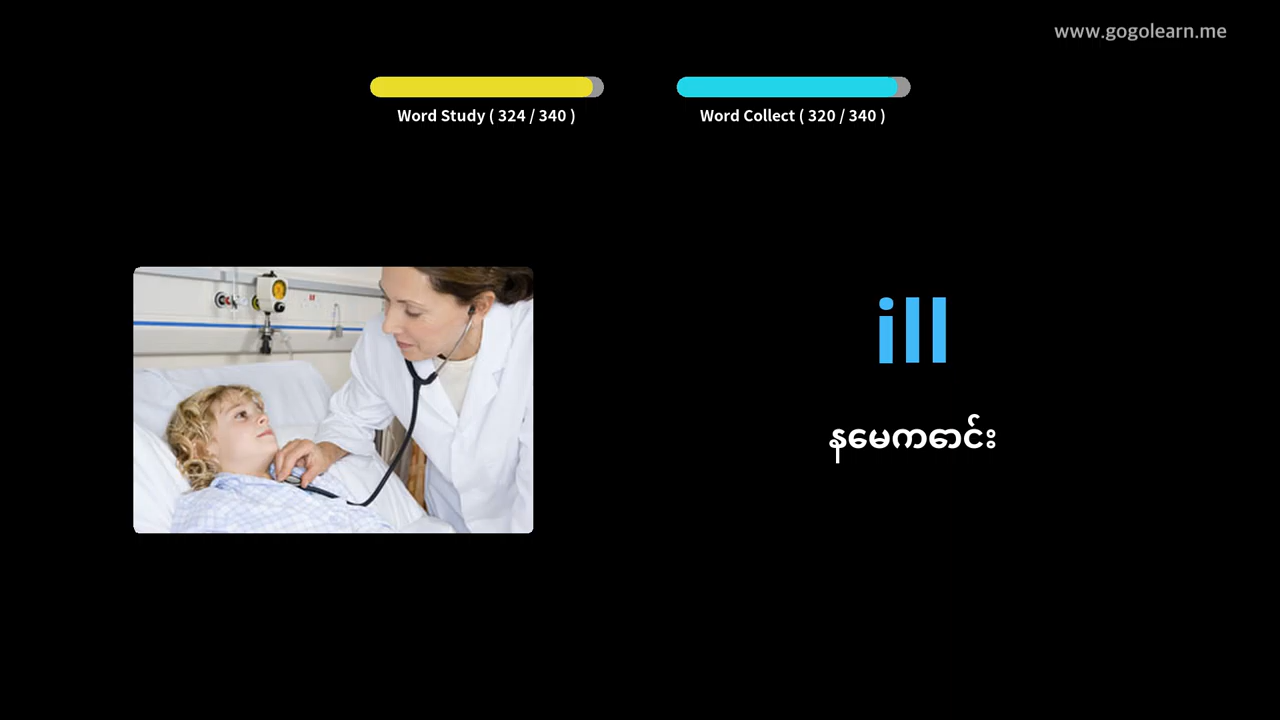 www.gogolearn.me
Word Study ( 324 / 340 )
Word Collect ( 320 / 340 )
ill
နမေကောင်း